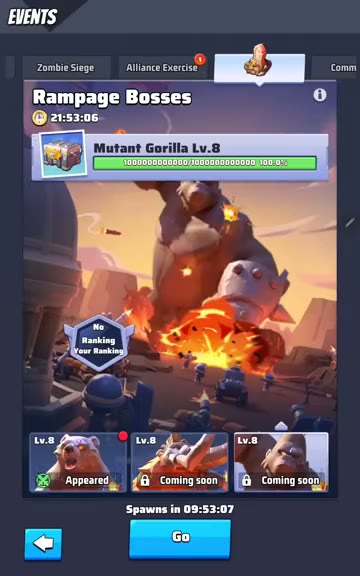 EVENTS
Zombie Siege
Alliance Exercise
1
Comm
Rampage Bosses
i
21:53:06
Mutant Gorilla Lv.8
1000000000000/1000000000000 100.0%
No
Ranking
Your Ranking
Lv.8
Lv.8
Lv.8
Appeared
Coming soon
Coming soon
Spawns in 09:53:07
Go